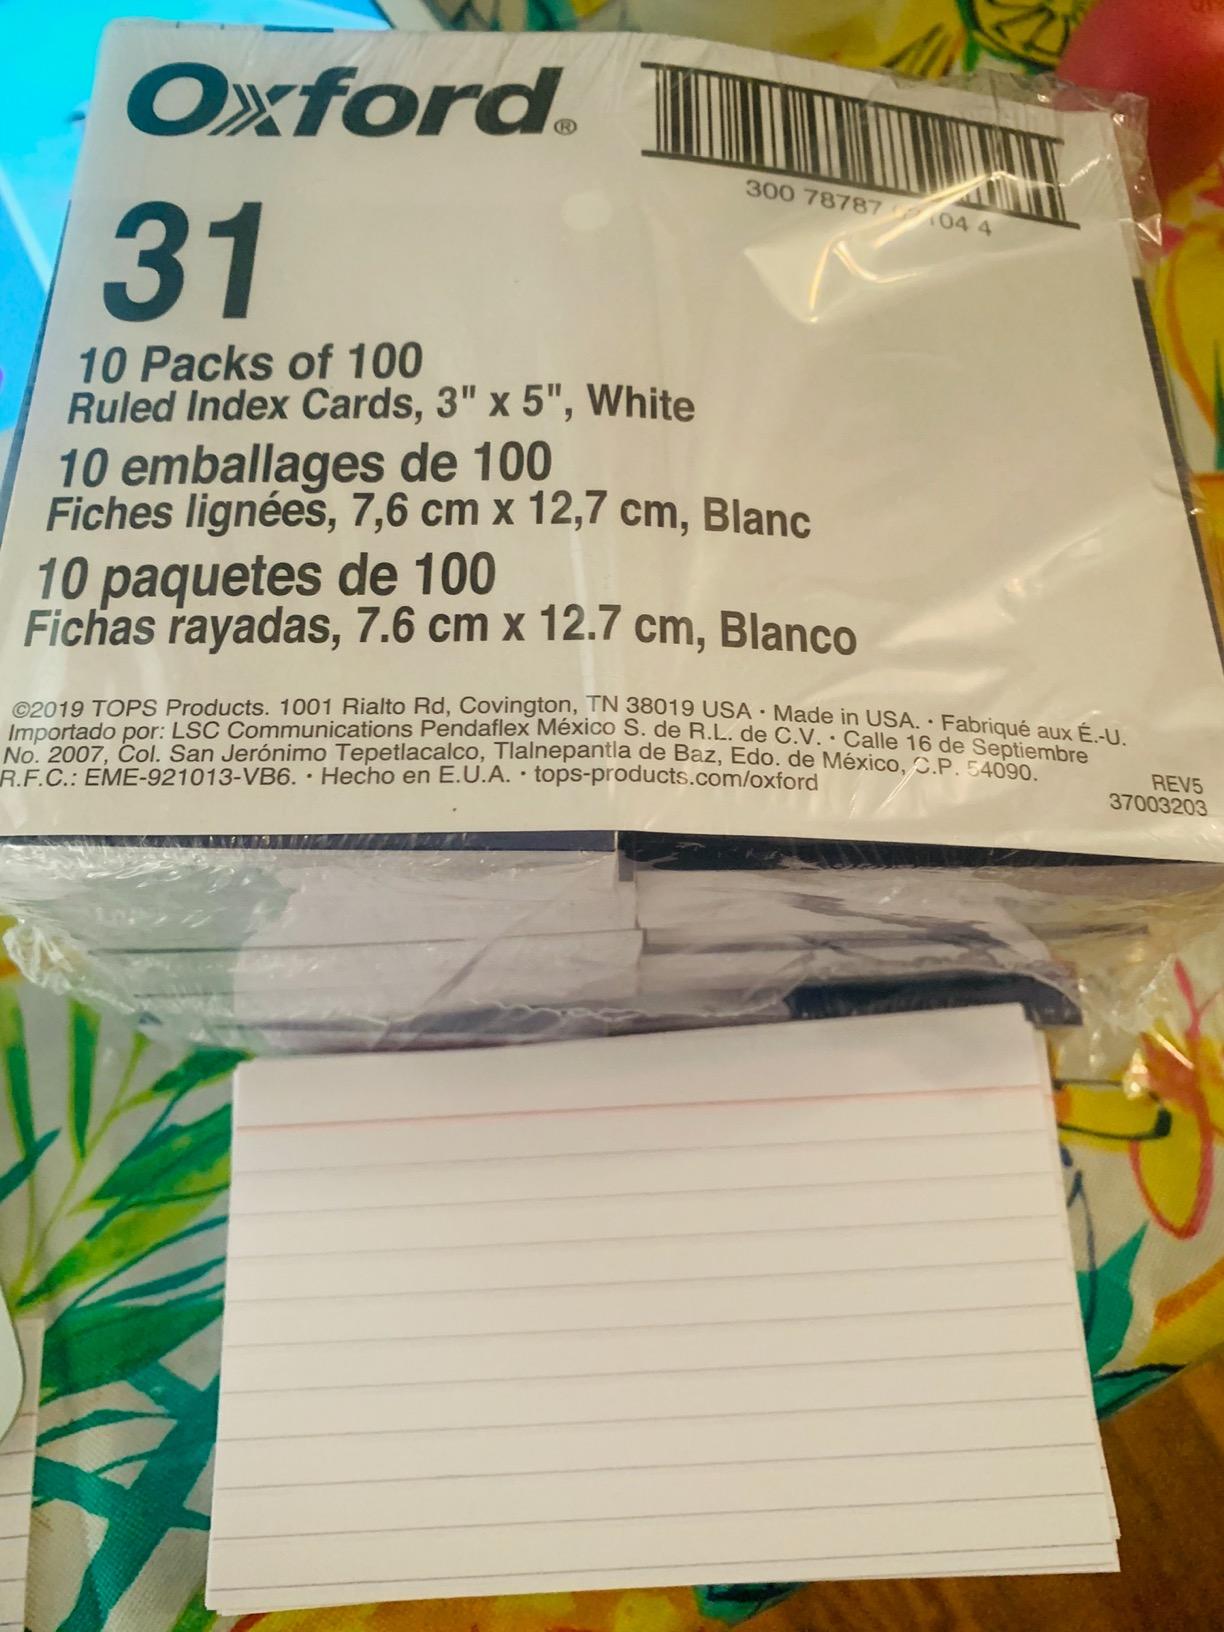 Oxford®
300 78787 104 4
31
10 Packs of 100
Ruled Index Cards, 3" x 5", White
10 emballages de 100
Fiches lignées, 7,6 cm x 12,7 cm, Blanc
10 paquetes de 100
Fichas rayadas, 7.6 cm x 12.7 cm, Blanco
©2019 TOPS Products. 1001 Rialto Rd, Covington, TN 38019 USA • Made in USA. • Fabriqué aux É.-U.
Importado por: LSC Communications Pendaflex México S. de R.L. de C.V. • Calle 16 de Septiembre
No. 2007, Col. San Jerónimo Tepetlacalco, Tlalnepantla de Baz, Edo. de México, C.P. 54090.
R.F.C.: EME-921013-VB6. • Hecho en E.U.A. • tops-products.com/oxford
REV5
37003203